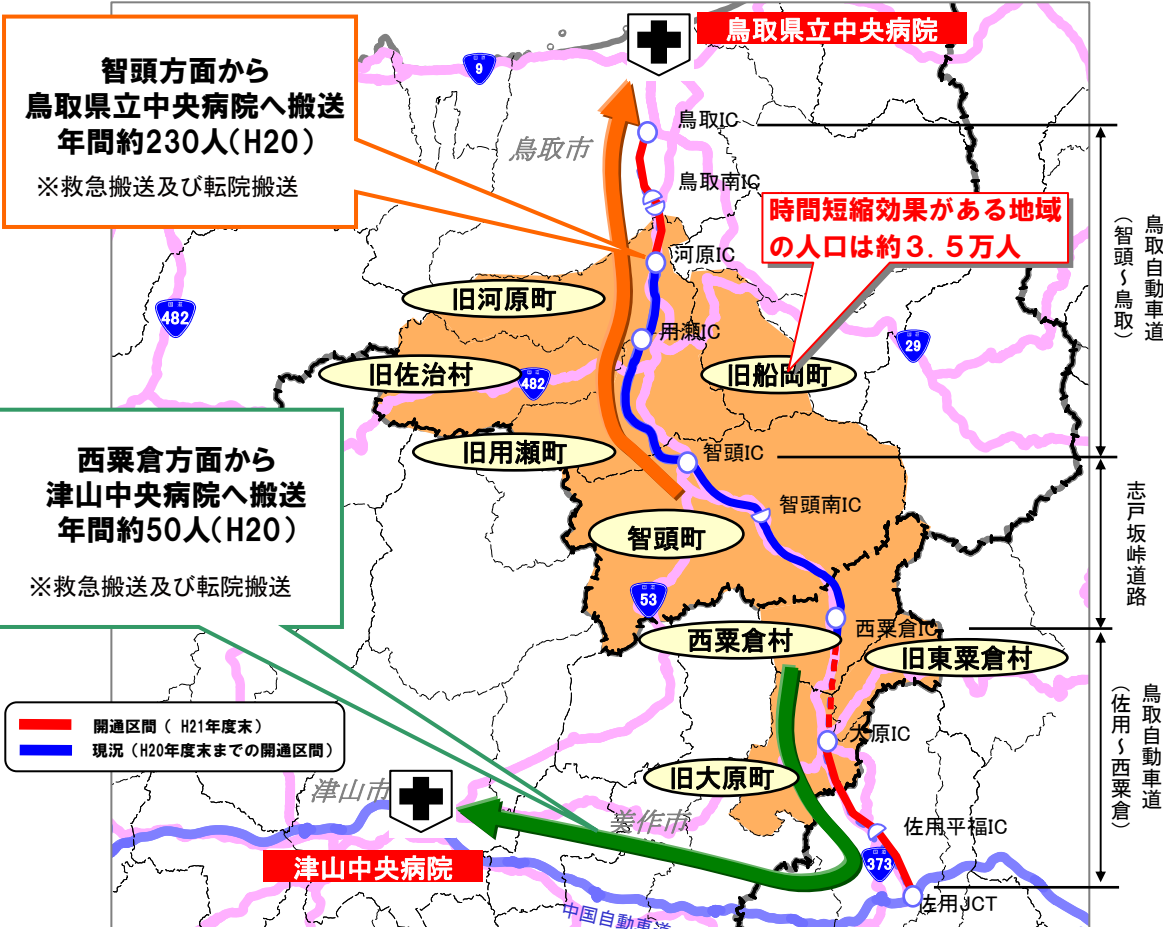 鳥取県立中央病院
智頭方面から
鳥取県立中央病院へ搬送
年間約230人(H20)
※救急搬送及び転院搬送
9
鳥取IC
鳥取市
鳥取南IC
時間短縮効果がある地域
の人口は約3.5万人
鳥取自動車道
(智頭~鳥取)
河原IC
旧河原町
482
用瀬IC
29
旧佐治村
482
旧船岡町
西粟倉方面から
津山中央病院へ搬送
年間約50人(H20)
※救急搬送及び転院搬送
旧用瀬町
智頭IC
智頭南IC
志戸坂峠道路
智頭町
53
西粟倉村
西粟倉IC
旧東粟倉村
開通区間( H21年度末)
現況(H20年度末までの開通区間)
大原IC
鳥取自動車道
(佐用~西粟倉)
旧大原町
津山市
美作市
佐用平福IC
373
津山中央病院
佐用JCT
中国自動車道